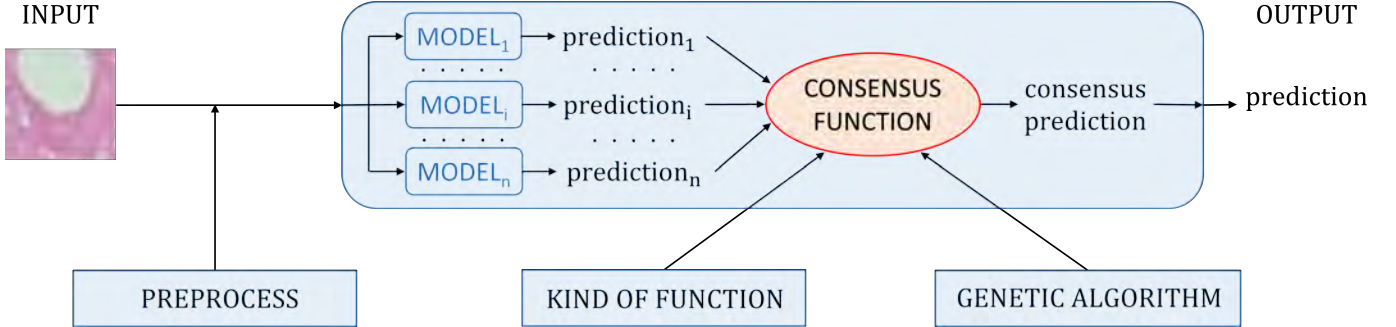 INPUT
OUTPUT
MODEL₁ prediction₁
. . . . . . . . . .
MODELᵢ predictionᵢ
. . . . . . . . . .
MODELₙ predictionₙ
CONSENSUS
FUNCTION
consensus
prediction
prediction
PREPROCESS
KIND OF FUNCTION
GENETIC ALGORITHM